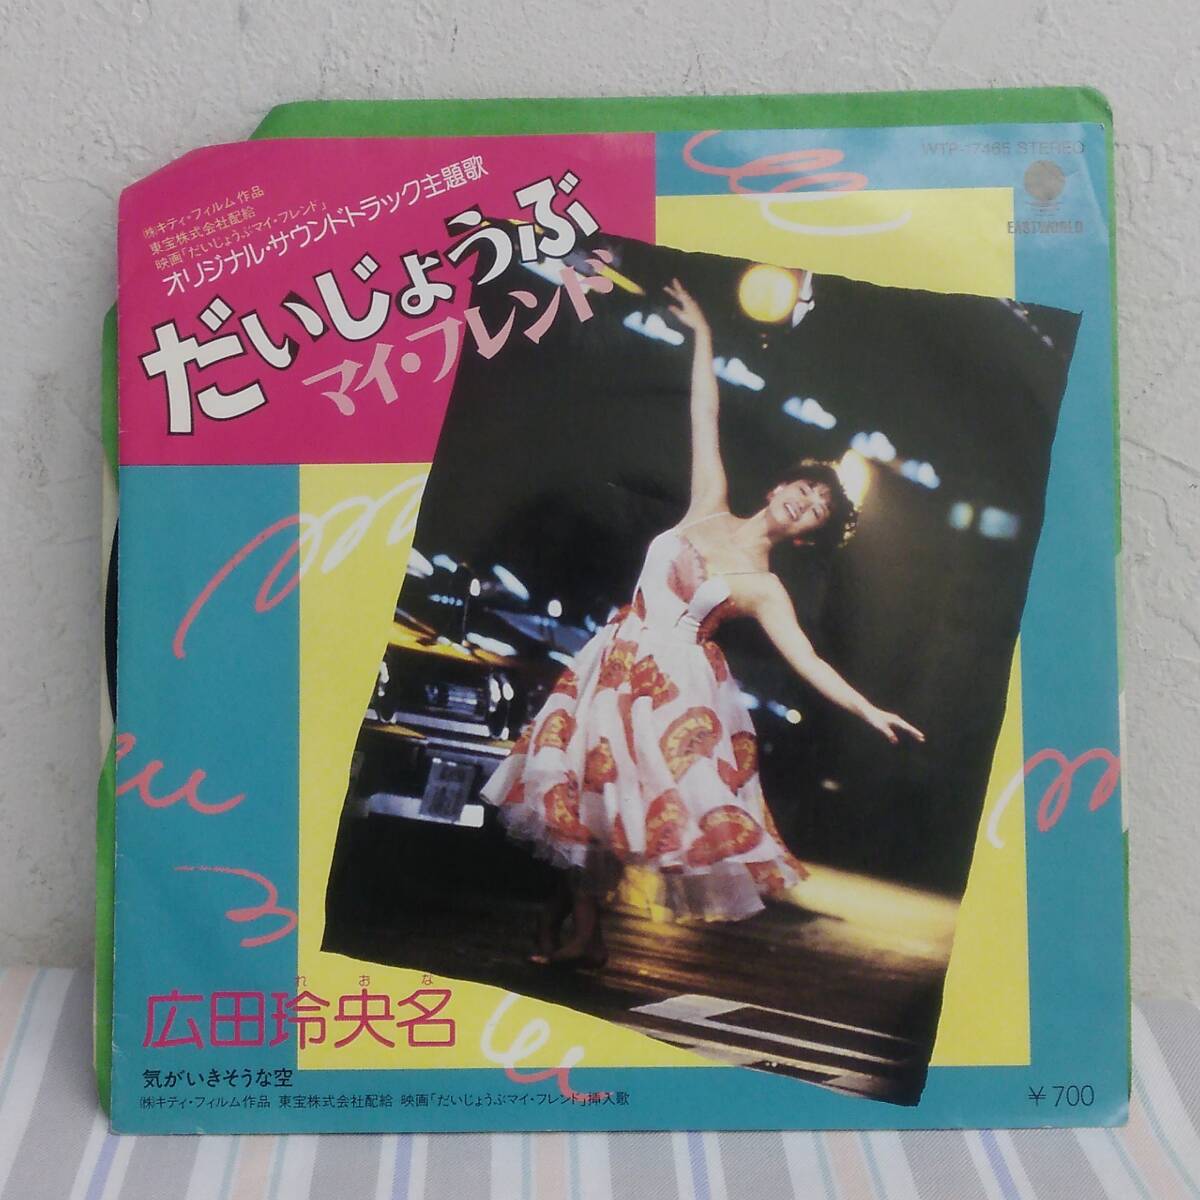 ㈱キティ・フィルム作品
東宝株式会社配給
映画「だいじょうぶマイ・フレンド」
オリジナル・サウンドトラック主題歌
だいじょうぶ
マイ・フレンド
WTP-17465 STEREO
EASTWORLD
れおな
広田玲央名
気がいきそうな空
㈱キティ・フィルム作品 東宝株式会社配給 映画「だいじょうぶマイ・フレンド」挿入歌
¥700